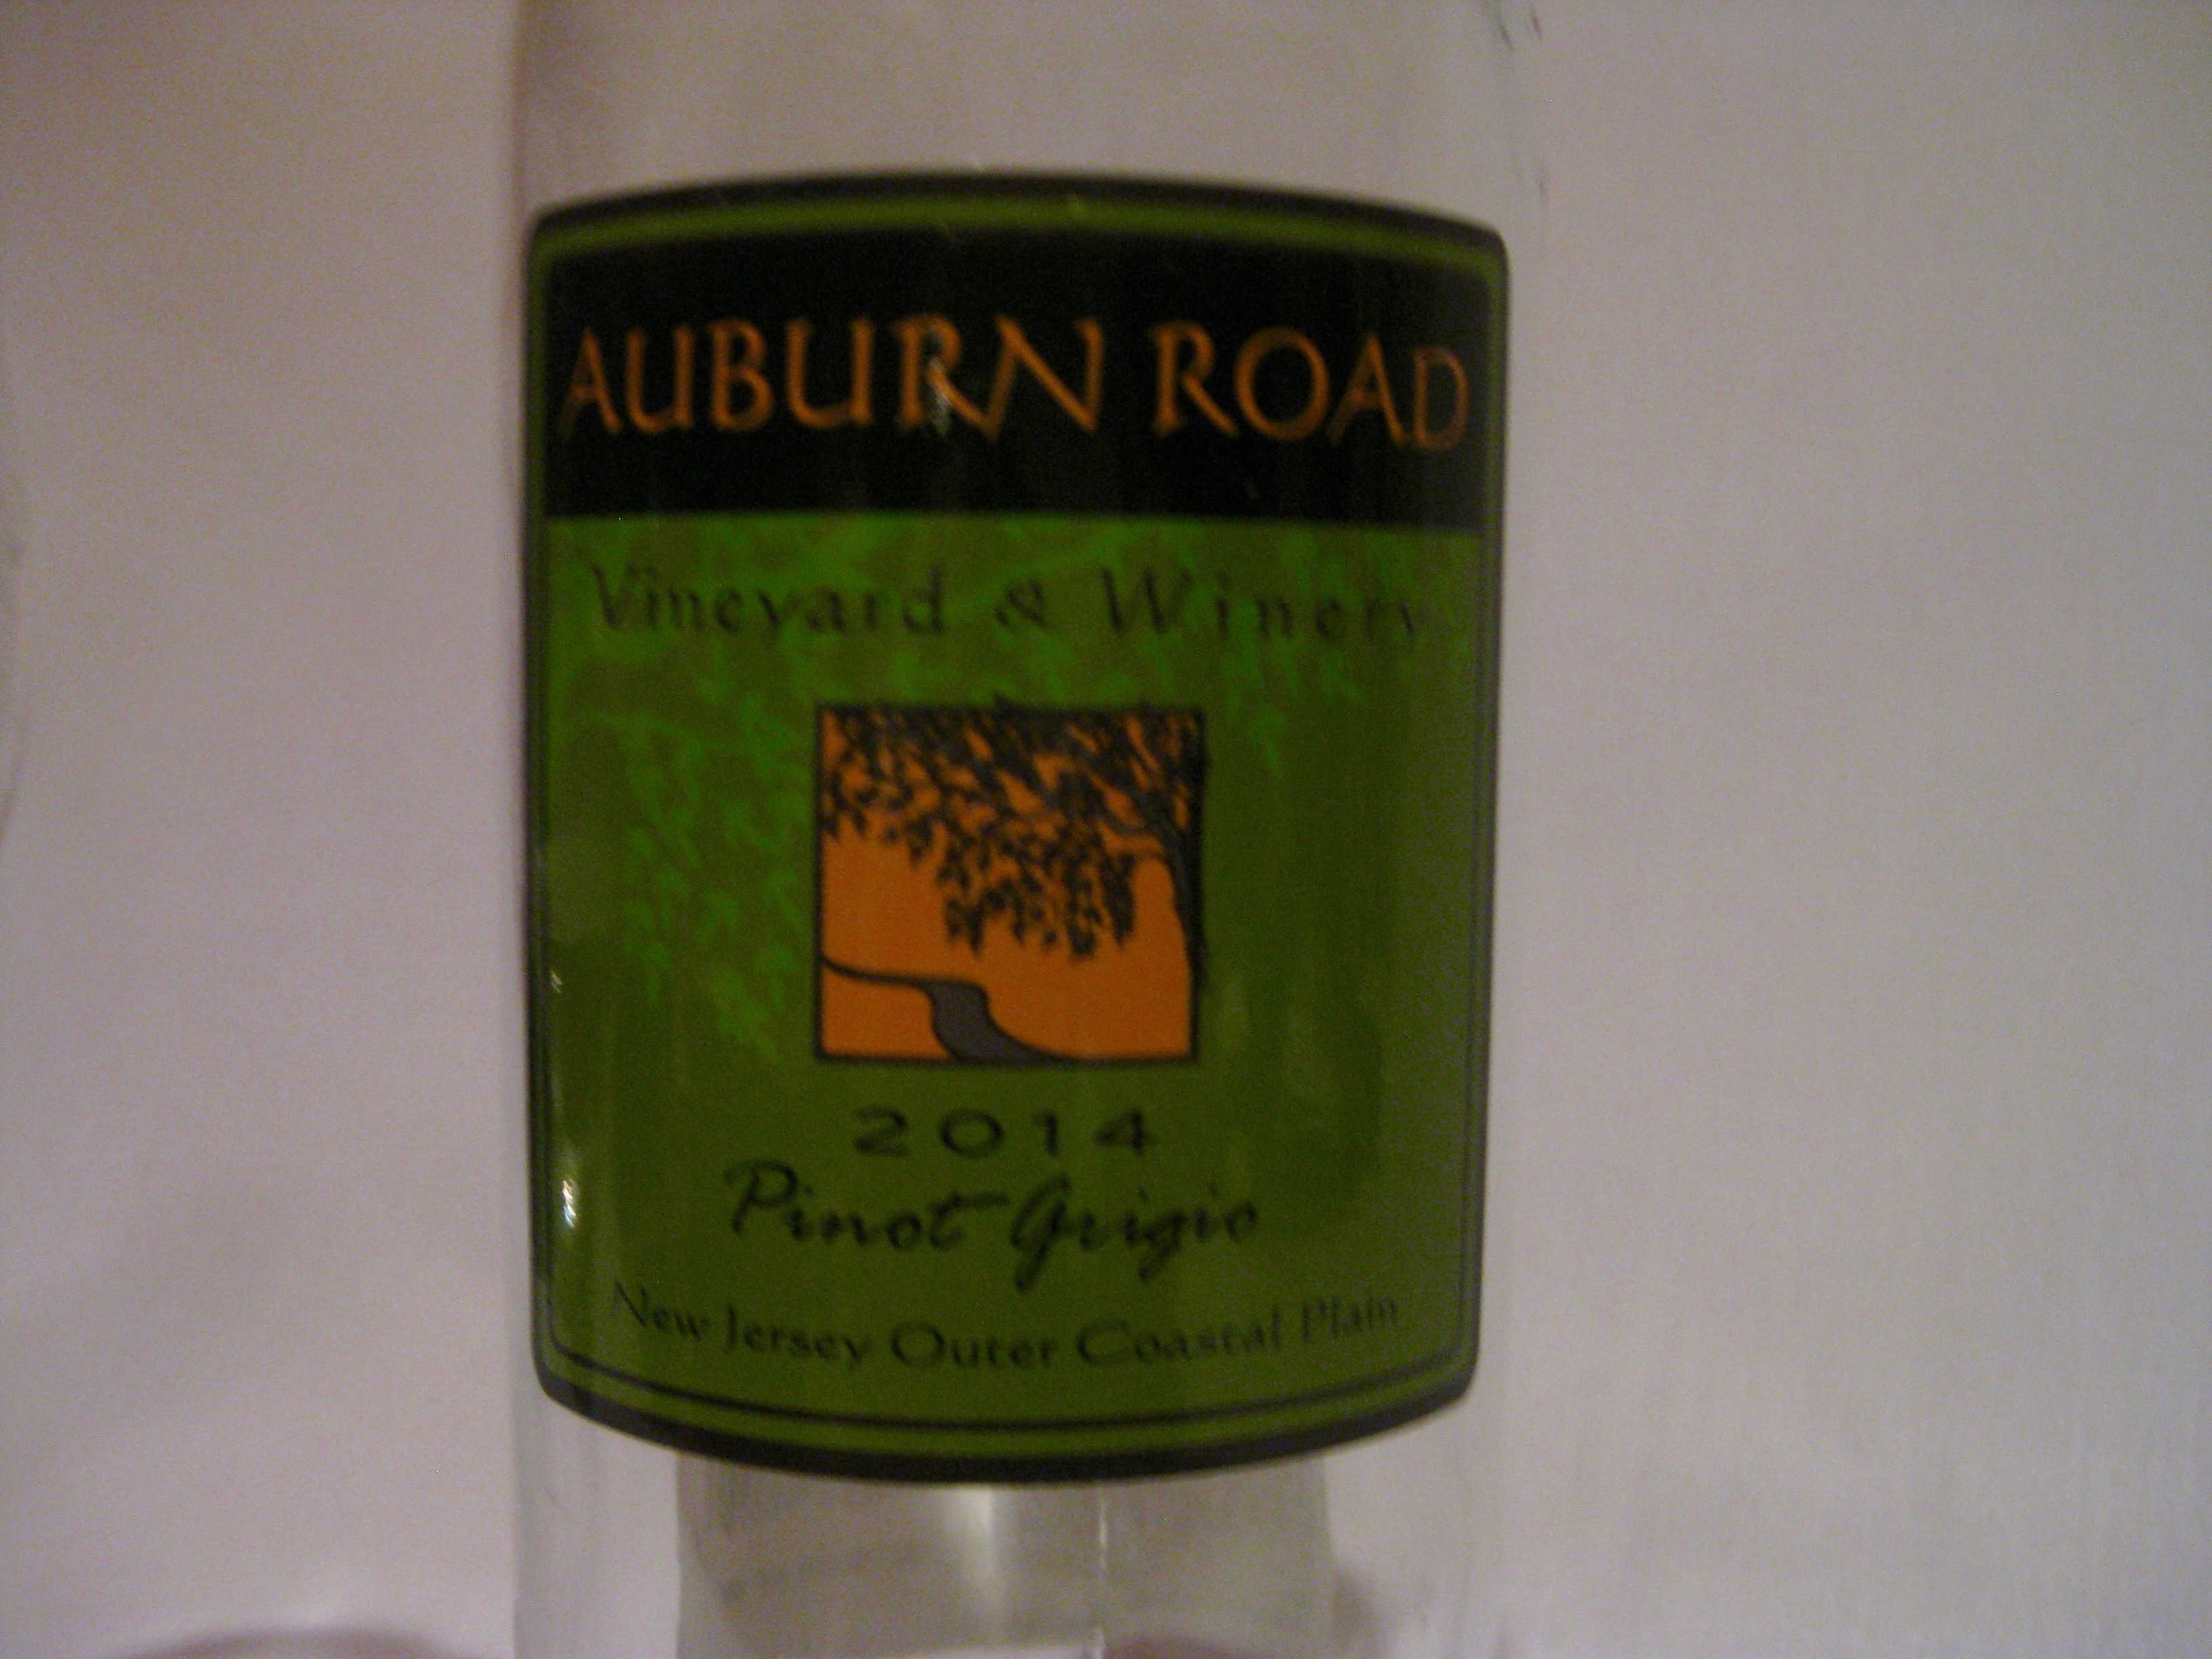 AUBURN ROAD
Vineyard & Winery
2014
Pinot Grigio
New Jersey Outer Coastal Plain